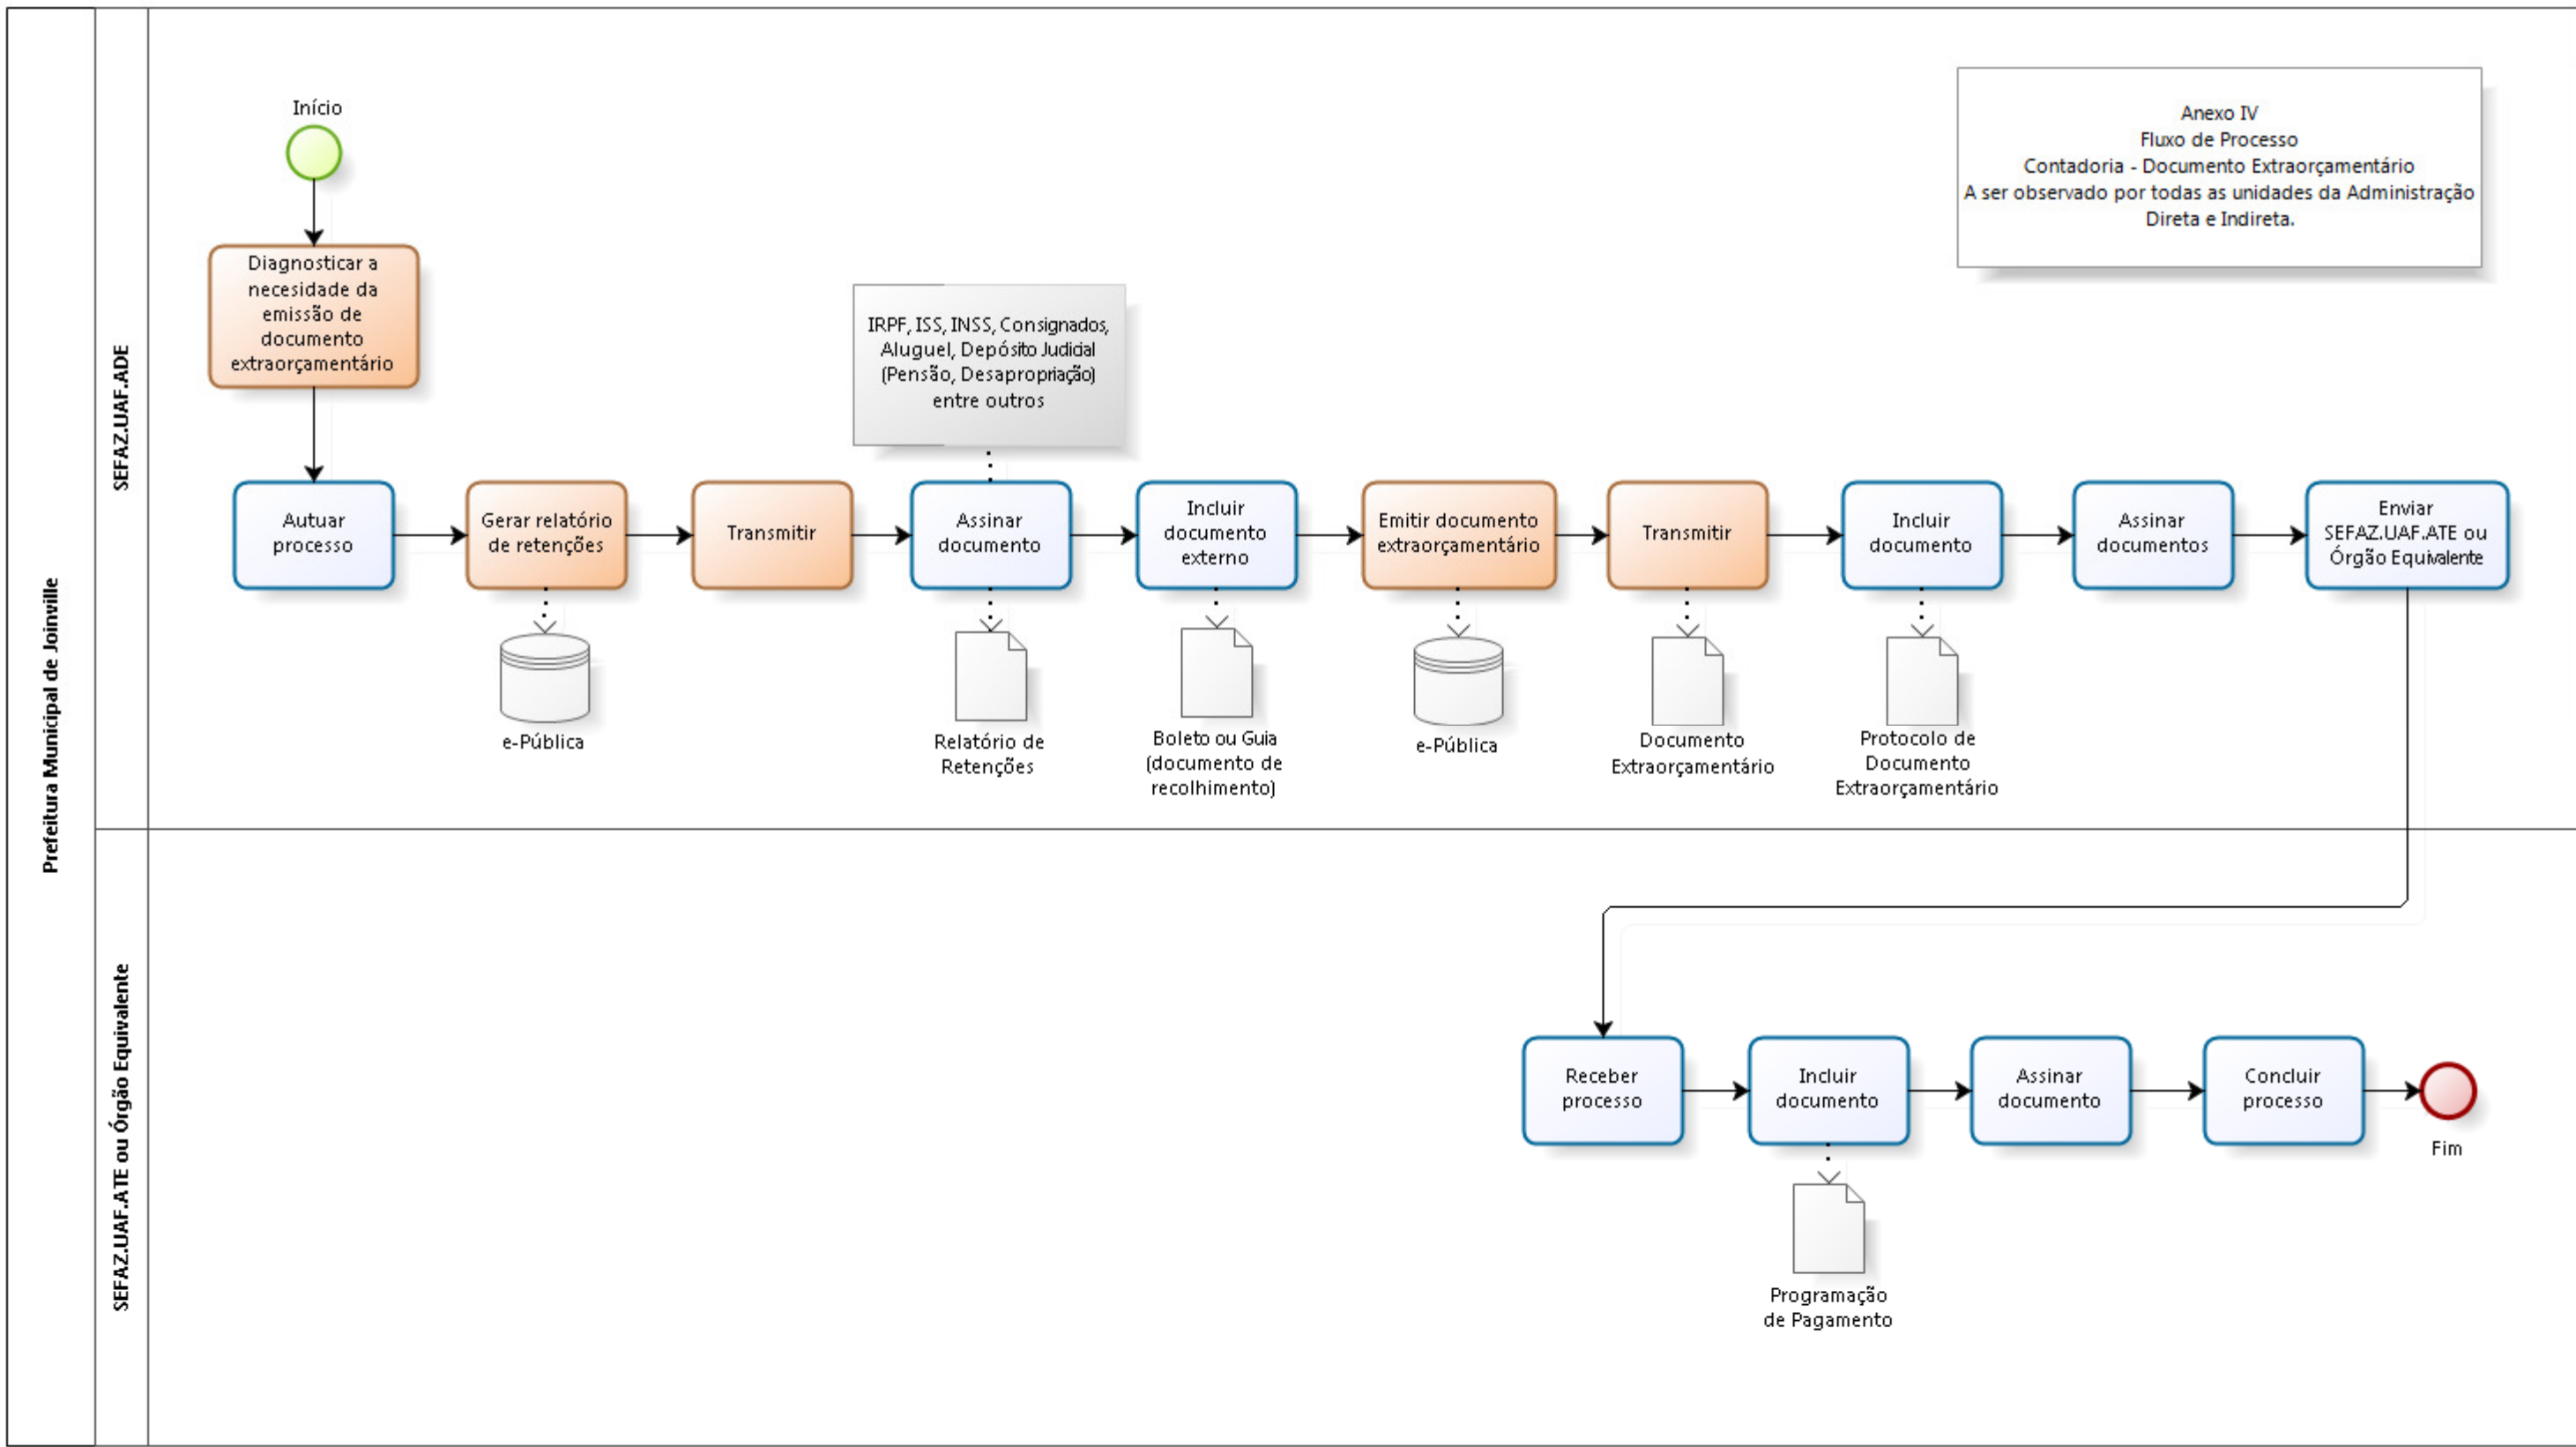 Prefeitura Municipal de Joinville
SEFAZ.UAF.ADE
Início
Anexo IV
Fluxo de Processo
Contadoria - Documento Extraorçamentário
A ser observado por todas as unidades da Administração
Direta e Indireta.
Diagnosticar a
necesidade da
emissão de
documento
extraorçamentário
IRPF, ISS, INSS, Consignados,
Aluguel, Depósito Judicial
(Pensão, Desapropriação)
entre outros
Autuar
processo
Gerar relatório
de retenções
Transmitir
Assinar
documento
Incluir
documento
externo
Emitir documento
extraorçamentário
Transmitir
Incluir
documento
Assinar
documentos
Enviar
SEFAZ.UAF.ATE ou
Órgão Equivalente
e-Pública
Relatório de
Retenções
Boleto ou Guia
(documento de
recolhimento)
e-Pública
Documento
Extraorçamentário
Protocolo de
Documento
Extraorçamentário
SEFAZ.UAF.ATE ou Órgão Equivalente
Receber
processo
Incluir
documento
Assinar
documento
Concluir
processo
Fim
Programação
de Pagamento